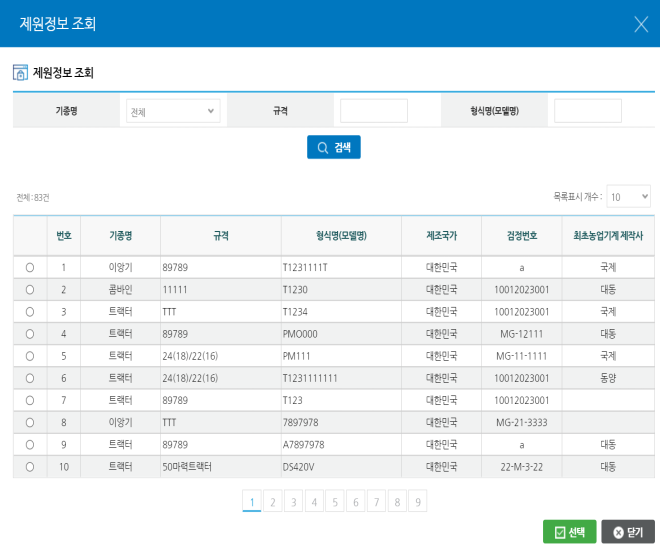 제원정보 조회
제원정보 조회
기종명 전체 규격 형식명(모델명)
검색
전체 : 83건 목록표시 개수 : 10
번호 기종명 규격 형식명(모델명) 제조국가 검정번호 최초농업기계 제작사
1 이앙기 89789 T1231111T 대한민국 a 국제
2 콤바인 11111 T1230 대한민국 10012023001 대동
3 트랙터 TTT T1234 대한민국 10012023001 국제
4 트랙터 89789 PMO000 대한민국 MG-12111 대동
5 트랙터 24(18)/22(16) PM111 대한민국 MG-11-1111 국제
6 트랙터 24(18)/22(16) T1231111111 대한민국 10012023001 동양
7 트랙터 89789 T123 대한민국 10012023001
8 이앙기 TTT 7897978 대한민국 MG-21-3333
9 트랙터 89789 A7897978 대한민국 a 대동
10 트랙터 50마력트랙터 DS420V 대한민국 22-M-3-22 대동
1 2 3 4 5 6 7 8 9
선택 닫기